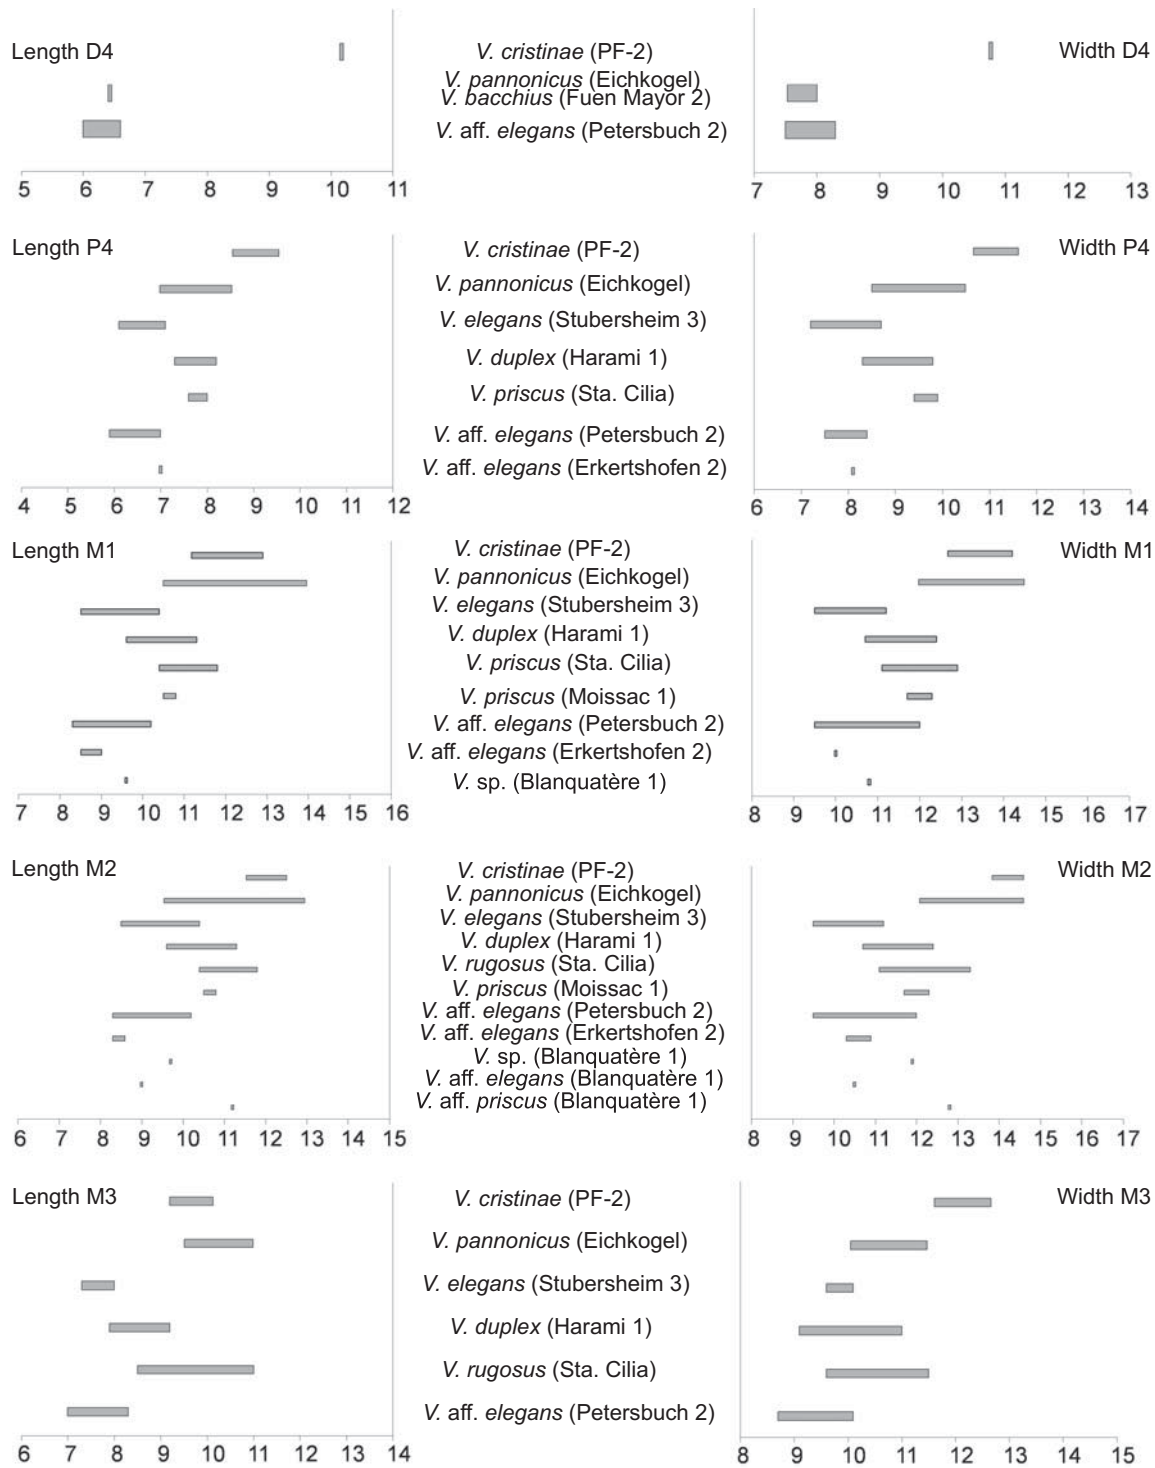 Length D4
V. cristinae (PF-2)
Width D4
V. pannonicus (Eichkogel)
V. bacchius (Fuen Mayor 2)
V. aff. elegans (Petersbuch 2)
5 6 7 8 9 10 11
7 8 9 10 11 12 13
Length P4
V. cristinae (PF-2)
Width P4
V. pannonicus (Eichkogel)
V. elegans (Stubersheim 3)
V. duplex (Harami 1)
V. priscus (Sta. Cilia)
V. aff. elegans (Petersbuch 2)
V. aff. elegans (Erkertshofen 2)
4 5 6 7 8 9 10 11 12
6 7 8 9 10 11 12 13 14
Length M1
V. cristinae (PF-2)
Width M1
V. pannonicus (Eichkogel)
V. elegans (Stubersheim 3)
V. duplex (Harami 1)
V. priscus (Sta. Cilia)
V. priscus (Moissac 1)
V. aff. elegans (Petersbuch 2)
V. aff. elegans (Erkertshofen 2)
V. sp. (Blanquatère 1)
7 8 9 10 11 12 13 14 15 16
8 9 10 11 12 13 14 15 16 17
Length M2
V. cristinae (PF-2)
Width M2
V. pannonicus (Eichkogel)
V. elegans (Stubersheim 3)
V. duplex (Harami 1)
V. rugosus (Sta. Cilia)
V. priscus (Moissac 1)
V. aff. elegans (Petersbuch 2)
V. aff. elegans (Erkertshofen 2)
V. sp. (Blanquatère 1)
V. aff. elegans (Blanquatère 1)
V. aff. priscus (Blanquatère 1)
6 7 8 9 10 11 12 13 14 15
8 9 10 11 12 13 14 15 16 17
Length M3
V. cristinae (PF-2)
Width M3
V. pannonicus (Eichkogel)
V. elegans (Stubersheim 3)
V. duplex (Harami 1)
V. rugosus (Sta. Cilia)
V. aff. elegans (Petersbuch 2)
6 7 8 9 10 11 12 13 14
8 9 10 11 12 13 14 15